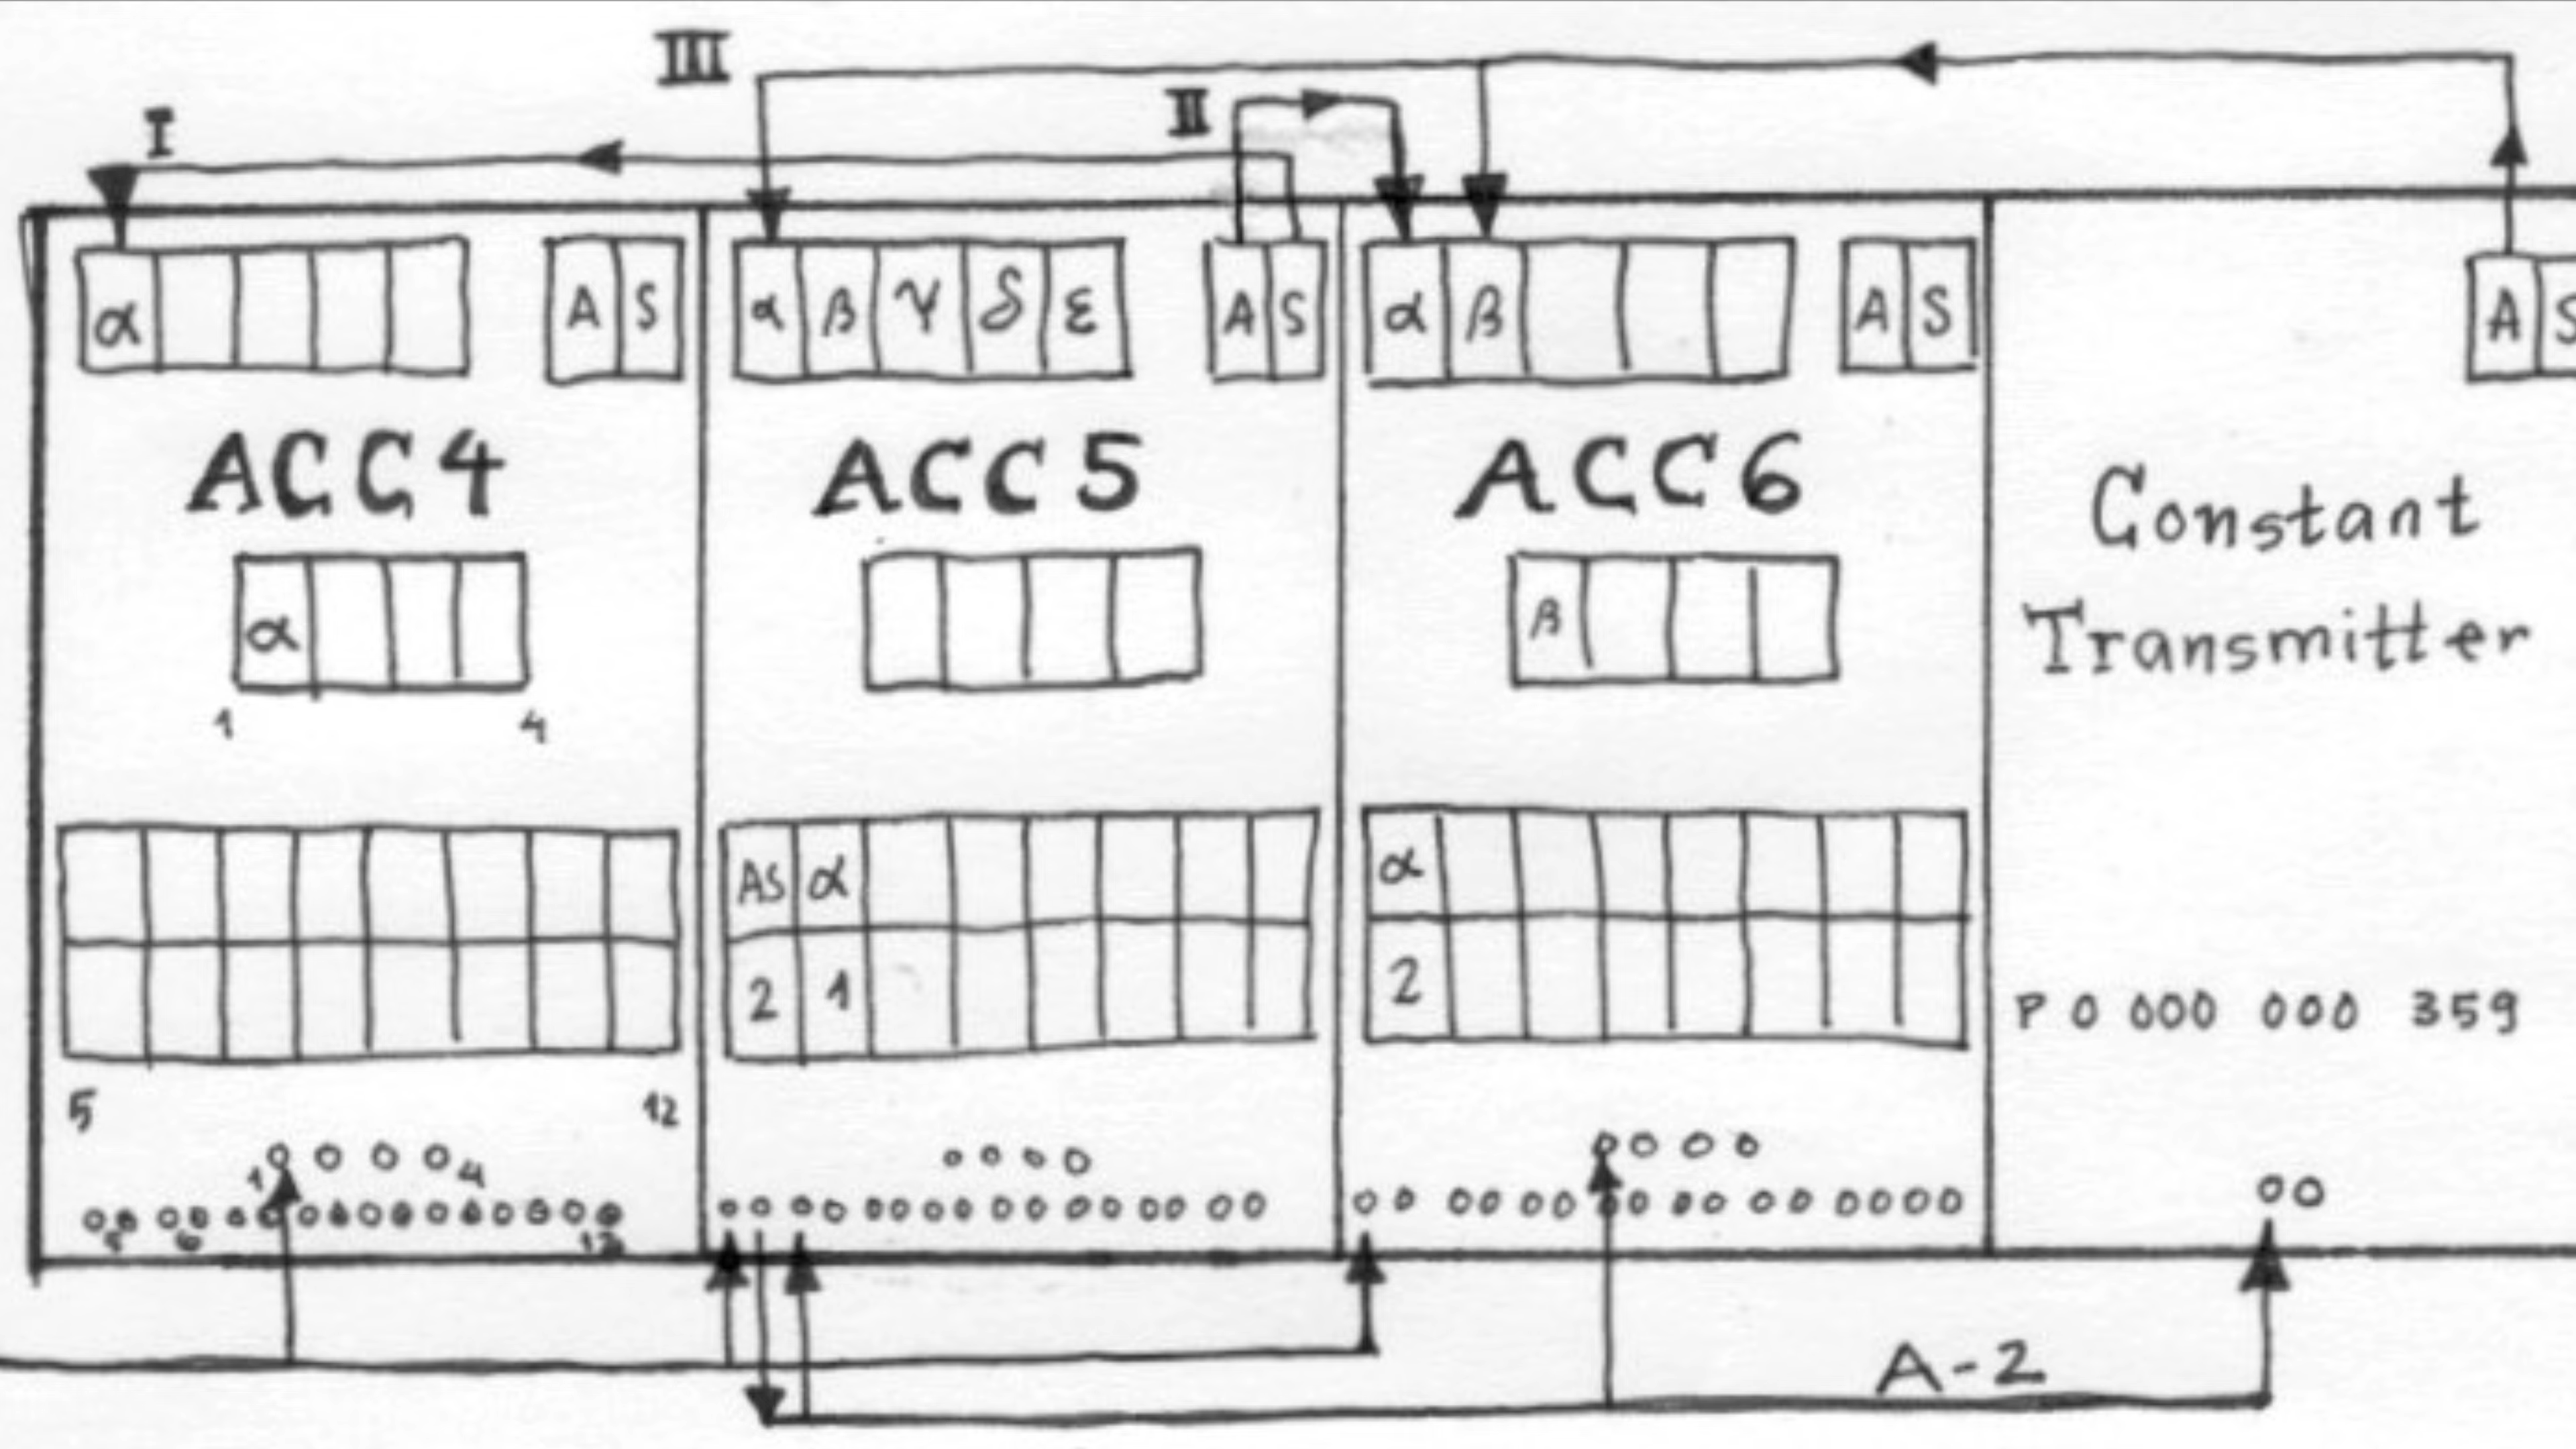 III
II
I
α A S α β γ δ ε A S α β A S A S
ACC4 ACC5 ACC6
Constant
Transmitter
α β
1 4
AS α α
2 1 2
P 0 000 000 359
5 12
1 4
5 6 12
A-2